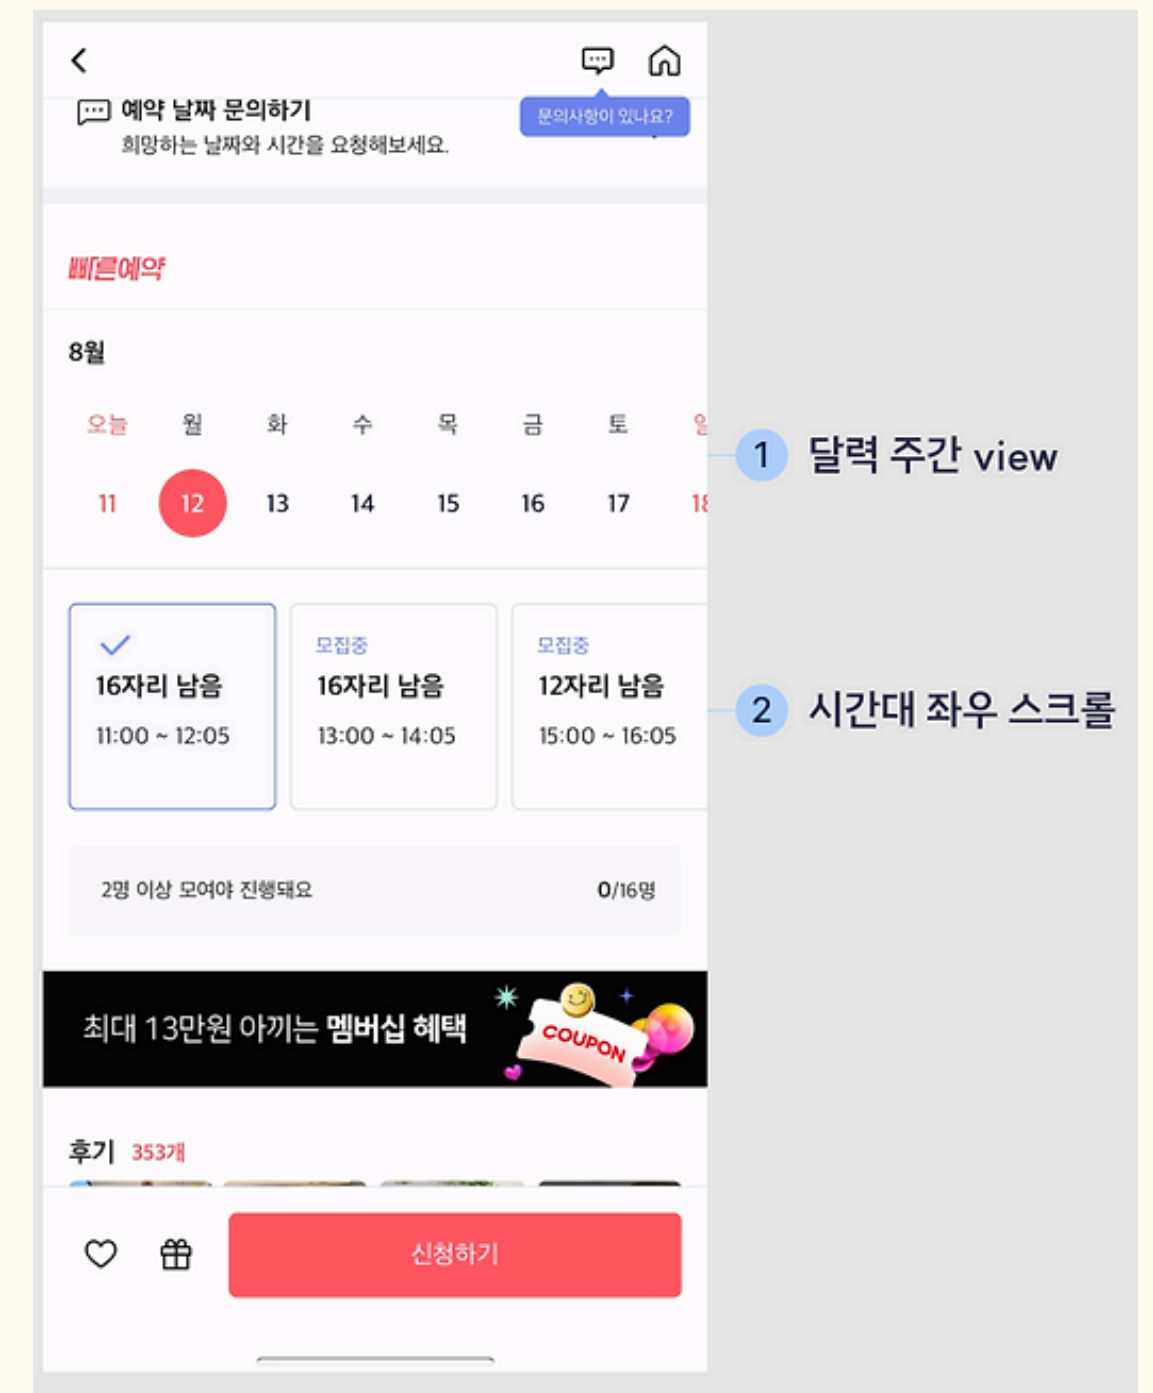 예약 날짜 문의하기
문의사항이 있나요?
희망하는 날짜와 시간을 요청해보세요.
빠른예약
8월
오늘 월 화 수 목 금 토 일
11 12 13 14 15 16 17 18
1 달력 주간 view
모집중 모집중
16자리 남음 16자리 남음 12자리 남음
11:00 ~ 12:05 13:00 ~ 14:05 15:00 ~ 16:05
2 시간대 좌우 스크롤
2명 이상 모여야 진행돼요 0/16명
최대 13만원 아끼는 멤버십 혜택
COUPON
후기 353개
신청하기